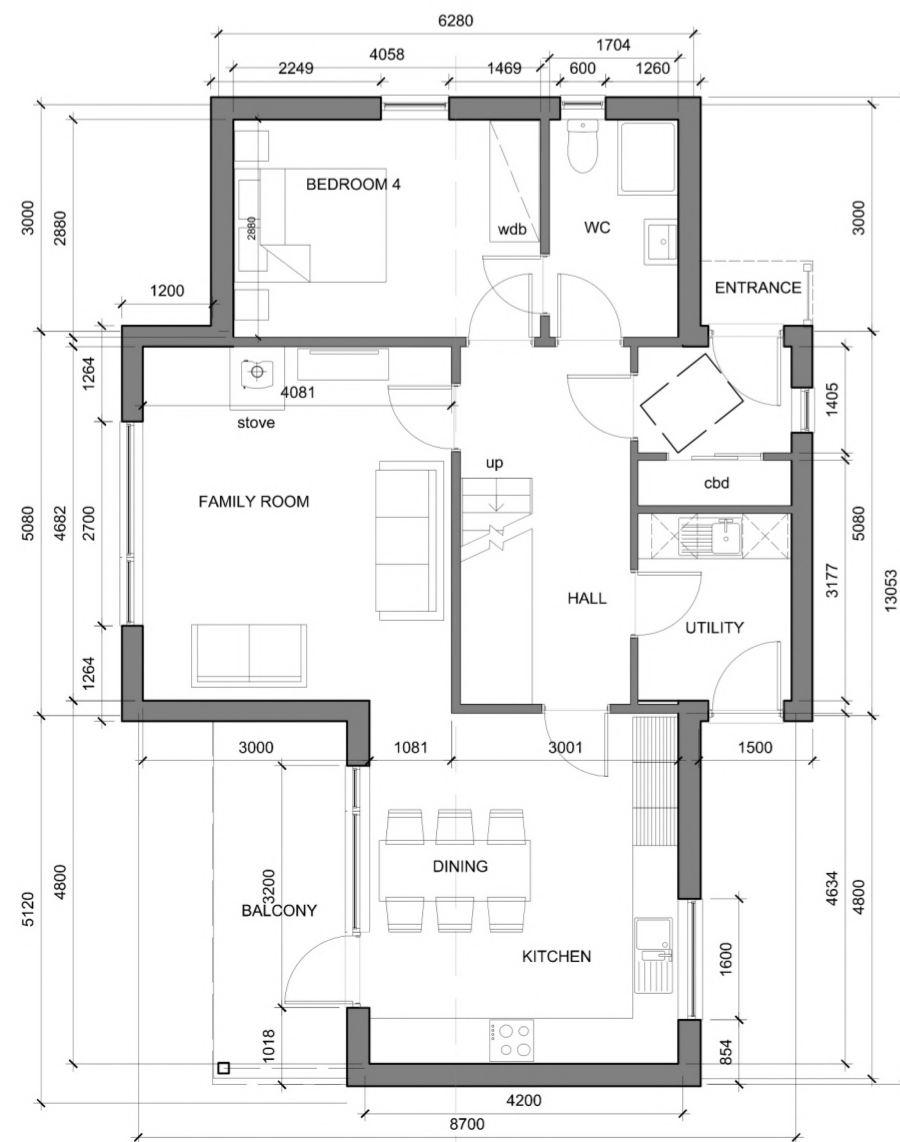 6280
4058
1704
2249
1469
600
1260
BEDROOM 4
3000
2880
2880
wdb
WC
3000
1200
ENTRANCE
1264
4081
1405
stove
up
cbd
FAMILY ROOM
5080
4682
2700
5080
3177
13053
HALL
UTILITY
1264
3000
1081
3001
1500
DINING
5120
4800
3200
BALCONY
4634
4800
KITCHEN
1600
1018
854
4200
8700